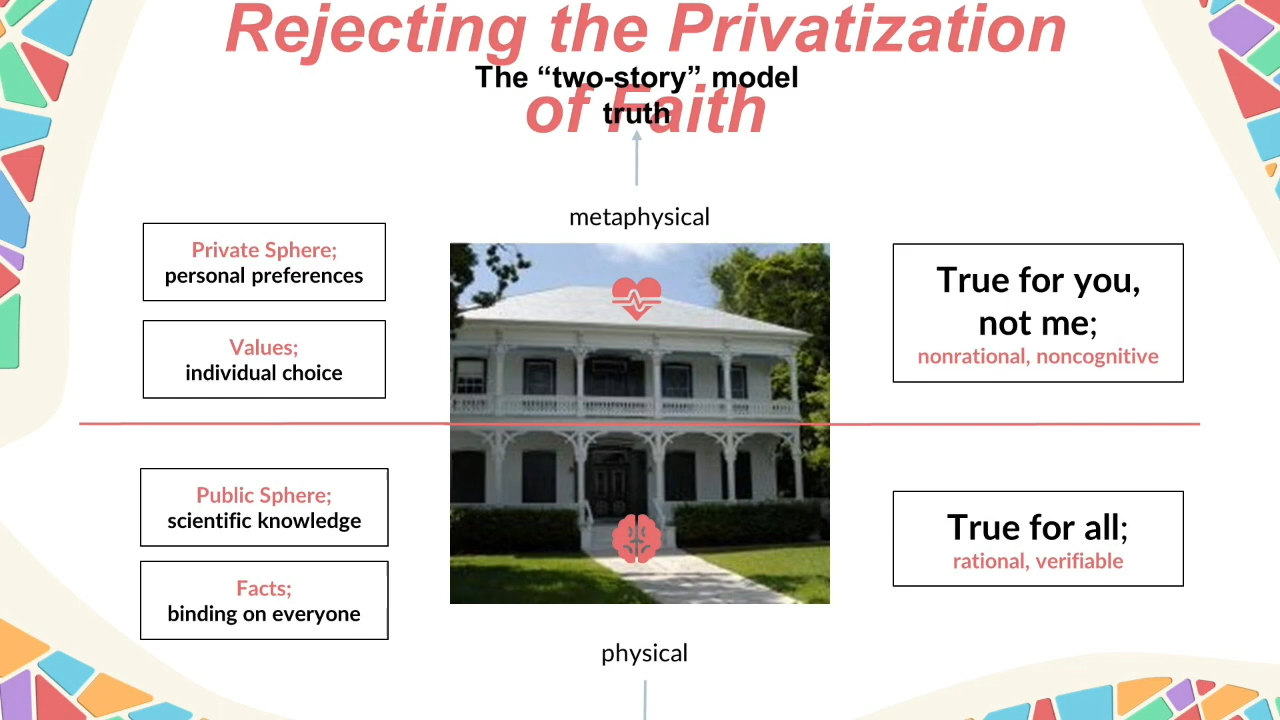 Rejecting the Privatization
of Faith
The “two-story” model
truth
metaphysical
Private Sphere;
personal preferences
Values;
individual choice
True for you,
not me;
nonrational, noncognitive
Public Sphere;
scientific knowledge
Facts;
binding on everyone
True for all;
rational, verifiable
physical